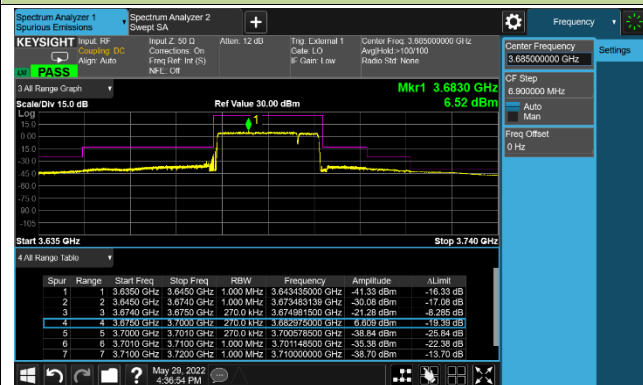 Spectrum Analyzer 1
Spurious Emissions
Spectrum Analyzer 2
Swept SA
Frequency
KEYSIGHT
Input: RF
Coupling: DC
Align: Auto
Input Z: 50 Ω
Corrections: On
Freq Ref: Int (S)
NFE: Off
Atten: 12 dB
Trig: External 1
Gate: LO
IF Gain: Low
Center Freq: 3.685000000 GHz
Avg|Hold:>100/100
Radio Std: None
LXI PASS
Center Frequency
3.685000000 GHz
Settings
CF Step
6.900000 MHz
Auto
Man
Freq Offset
0 Hz
3 All Range Graph
Mkr1 3.6830 GHz
6.52 dBm
Scale/Div 15.0 dB
Ref Value 30.00 dBm
Log
15.0
0.00
-15.0
-30.0
-45.0
-60.0
-75.0
-90.0
-105
1
Start 3.635 GHz
Stop 3.740 GHz
4 All Range Table
Spur Range Start Freq Stop Freq RBW Frequency Amplitude ΔLimit
1 1 3.6350 GHz 3.6450 GHz 1.000 MHz 3.643435000 GHz -41.33 dBm -16.33 dB
2 2 3.6450 GHz 3.6740 GHz 1.000 MHz 3.673483139 GHz -30.08 dBm -17.08 dB
3 3 3.6740 GHz 3.6750 GHz 270.0 kHz 3.674981500 GHz -21.28 dBm -8.285 dB
4 4 3.6750 GHz 3.7000 GHz 270.0 kHz 3.682975000 GHz 6.609 dBm -19.39 dB
5 5 3.7000 GHz 3.7010 GHz 270.0 kHz 3.700578500 GHz -38.84 dBm -25.84 dB
6 6 3.7010 GHz 3.7100 GHz 1.000 MHz 3.701148500 GHz -35.38 dBm -22.38 dB
7 7 3.7100 GHz 3.7200 GHz 1.000 MHz 3.710000000 GHz -38.70 dBm -13.70 dB
May 29, 2022
4:36:54 PM